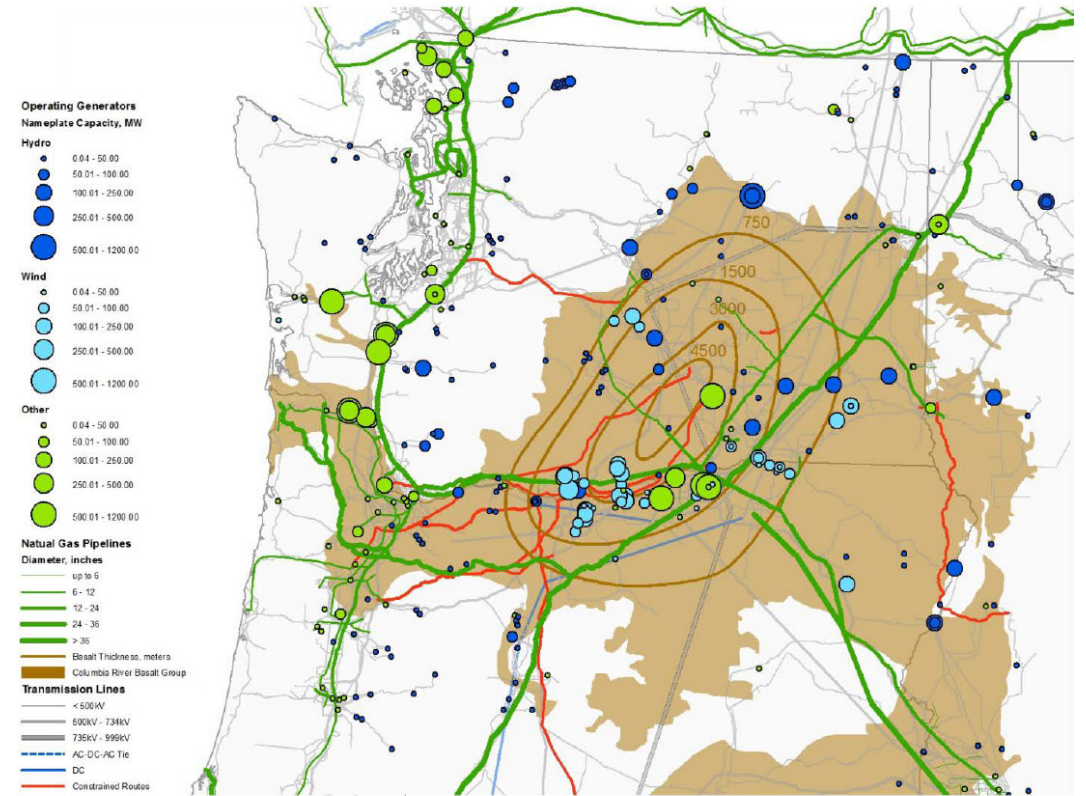 Operating Generators
Nameplate Capacity, MW
Hydro
0.04 - 50.00
50.01 - 100.00
100.01 - 250.00
250.01 - 500.00
500.01 - 1200.00
Wind
0.04 - 50.00
50.01 - 100.00
100.01 - 250.00
250.01 - 500.00
500.01 - 1200.00
Other
0.04 - 50.00
50.01 - 100.00
100.01 - 250.00
250.01 - 500.00
500.01 - 1200.00
Natural Gas Pipelines
Diameter, inches
up to 6
6 - 12
12 - 24
24 - 36
> 36
Basalt Thickness, meters
Columbia River Basalt Group
Transmission Lines
< 500kV
500kV - 734kV
735kV - 999kV
AC-DC-AC Tie
DC
Constrained Routes
750
1500
3000
4500